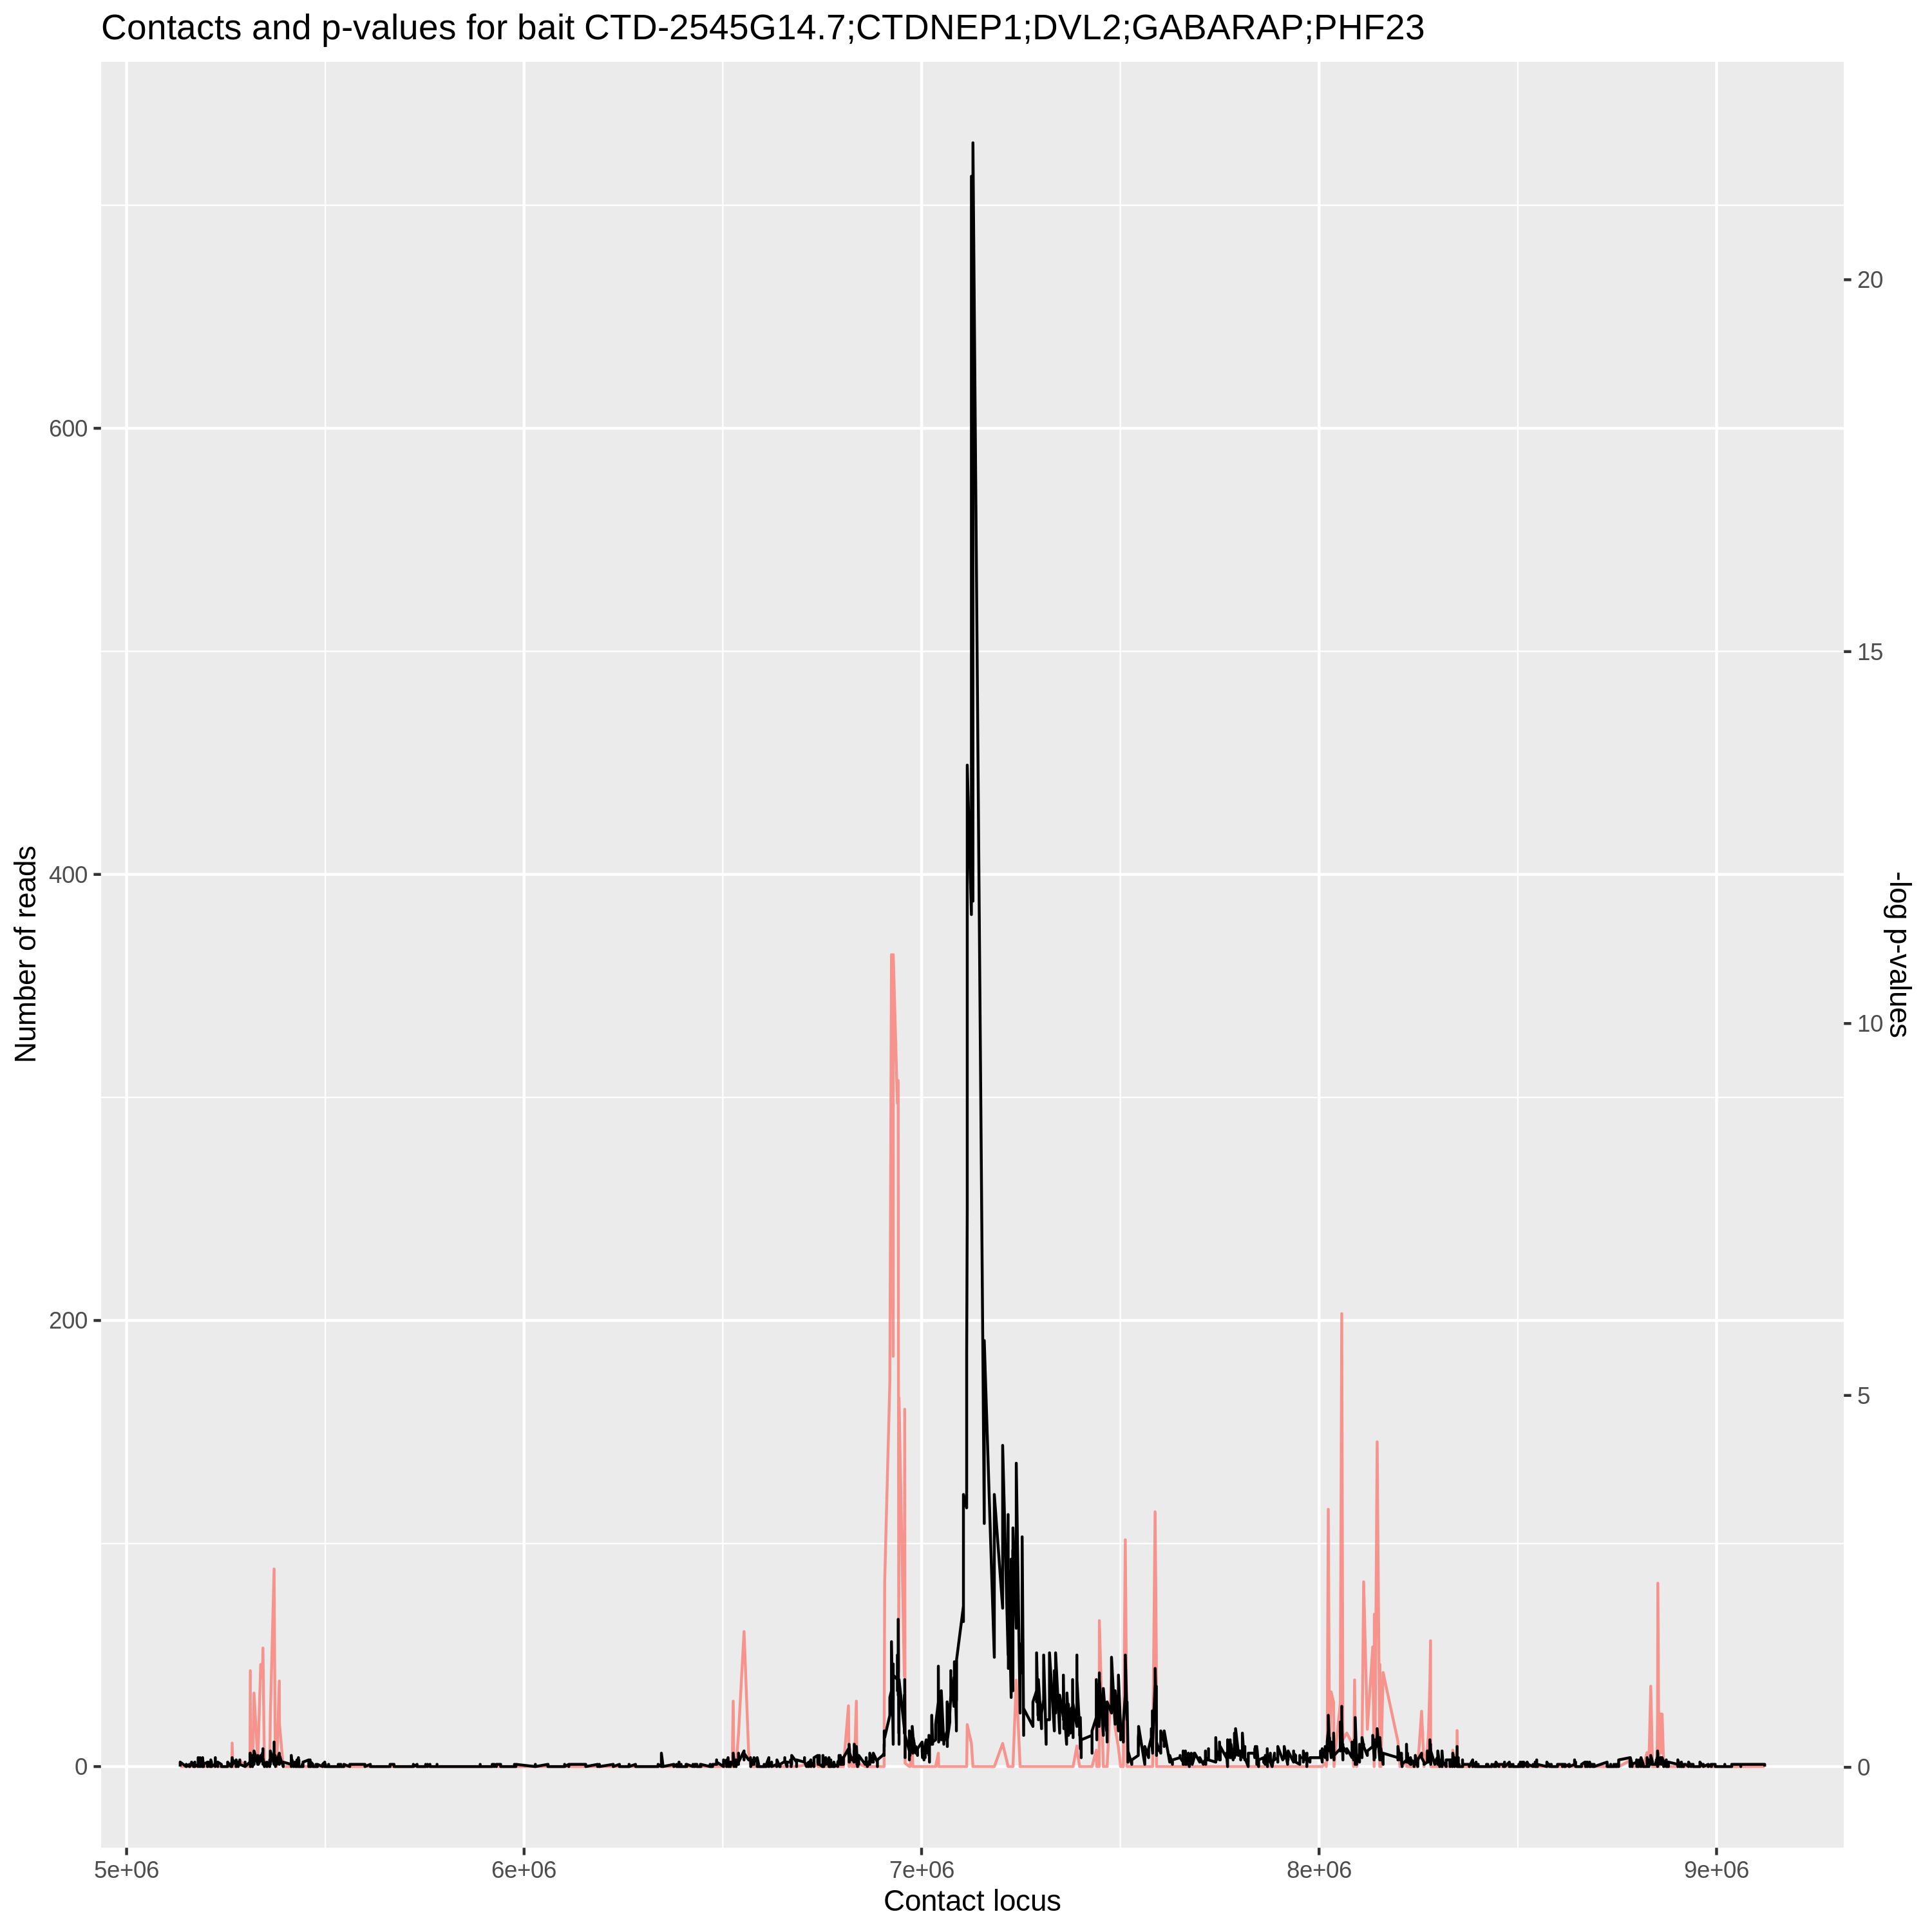 Contacts and p-values for bait CTD-2545G14.7;CTDNEP1;DVL2;GABARAP;PHF23
Number of reads
600
400
200
0
20
15
10
5
0
-log p-values
5e+06 6e+06 7e+06 8e+06 9e+06
Contact locus